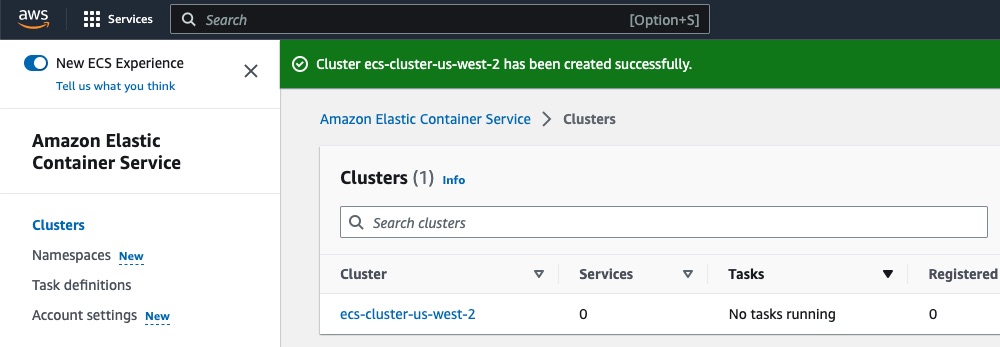 aws Services Search [Option+S]
New ECS Experience
Tell us what you think
Amazon Elastic
Container Service
Clusters
Namespaces New
Task definitions
Account settings New
Cluster ecs-cluster-us-west-2 has been created successfully.
Amazon Elastic Container Service > Clusters
Clusters (1) Info
Search clusters
Cluster Services Tasks Registered
ecs-cluster-us-west-2 0 No tasks running 0